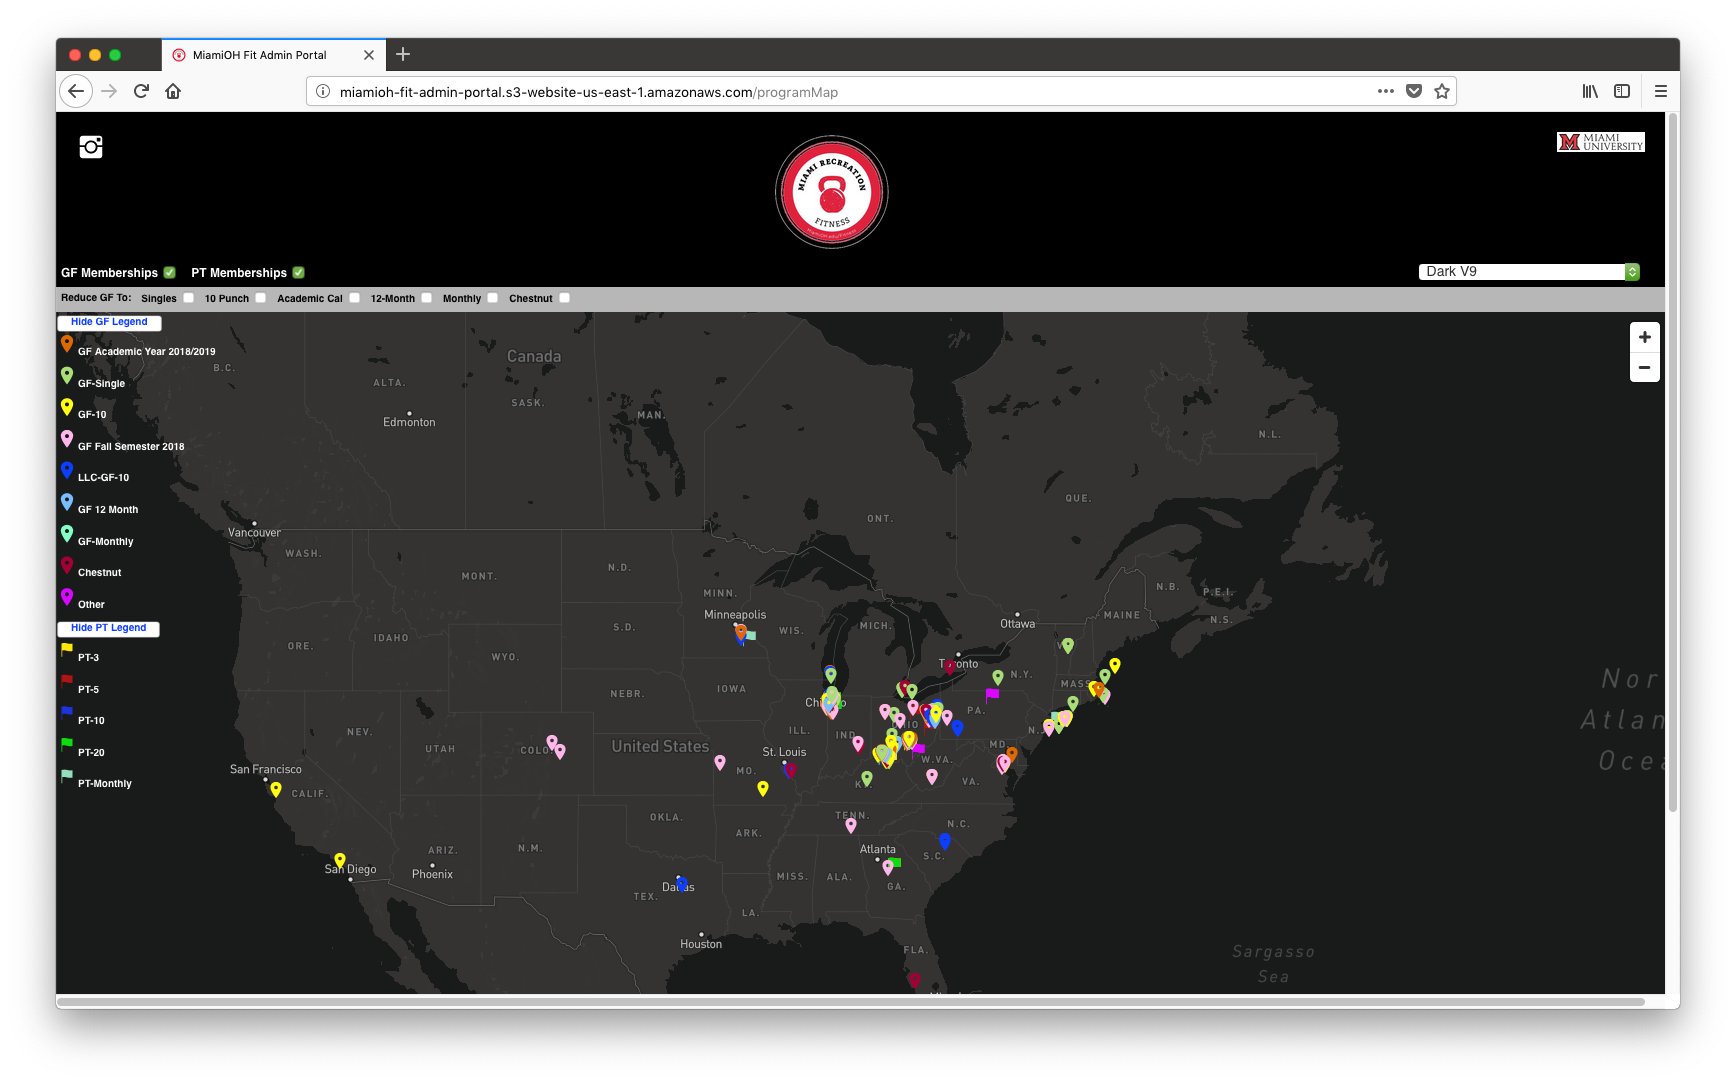 MiamiOH Fit Admin Portal
miamioh-fit-admin-portal.s3-website-us-east-1.amazonaws.com/programMap
MIAMI RECREATION
FITNESS
MIAMI
UNIVERSITY
GF Memberships
PT Memberships
Dark V9
Reduce GF To:
Singles
10 Punch
Academic Cal
12-Month
Monthly
Chestnut
Hide GF Legend
GF Academic Year 2018/2019
GF-Single
GF-10
GF Fall Semester 2018
LLC-GF-10
GF 12 Month
GF-Monthly
Chestnut
Other
Hide PT Legend
PT-3
PT-5
PT-10
PT-20
PT-Monthly
Canada
B.C.
ALTA.
SASK.
MAN.
Edmonton
N.L.
QUE.
ONT.
Vancouver
WASH.
MONT.
N.D.
MINN.
N.B.
P.E.I.
MAINE
N.S.
Minneapolis
Ottawa
ORE.
IDAHO
S.D.
WIS.
MICH.
WYO.
Toronto
N.Y.
MASS
IOWA
NEBR.
Chicago
PA.
NEV.
UTAH
COLO.
United States
ILL.
IND.
OHIO
N.
MD.
St. Louis
San Francisco
MO.
W.VA.
VA.
CALIF.
K
OKLA.
TENN.
ARK.
N.C.
ARIZ.
N.M.
Atlanta
S.C.
San Diego
Phoenix
MISS.
ALA.
GA.
Dallas
TEX.
LA.
Houston
FLA.
Nor
Atlan
Ocea
Sargasso
Sea